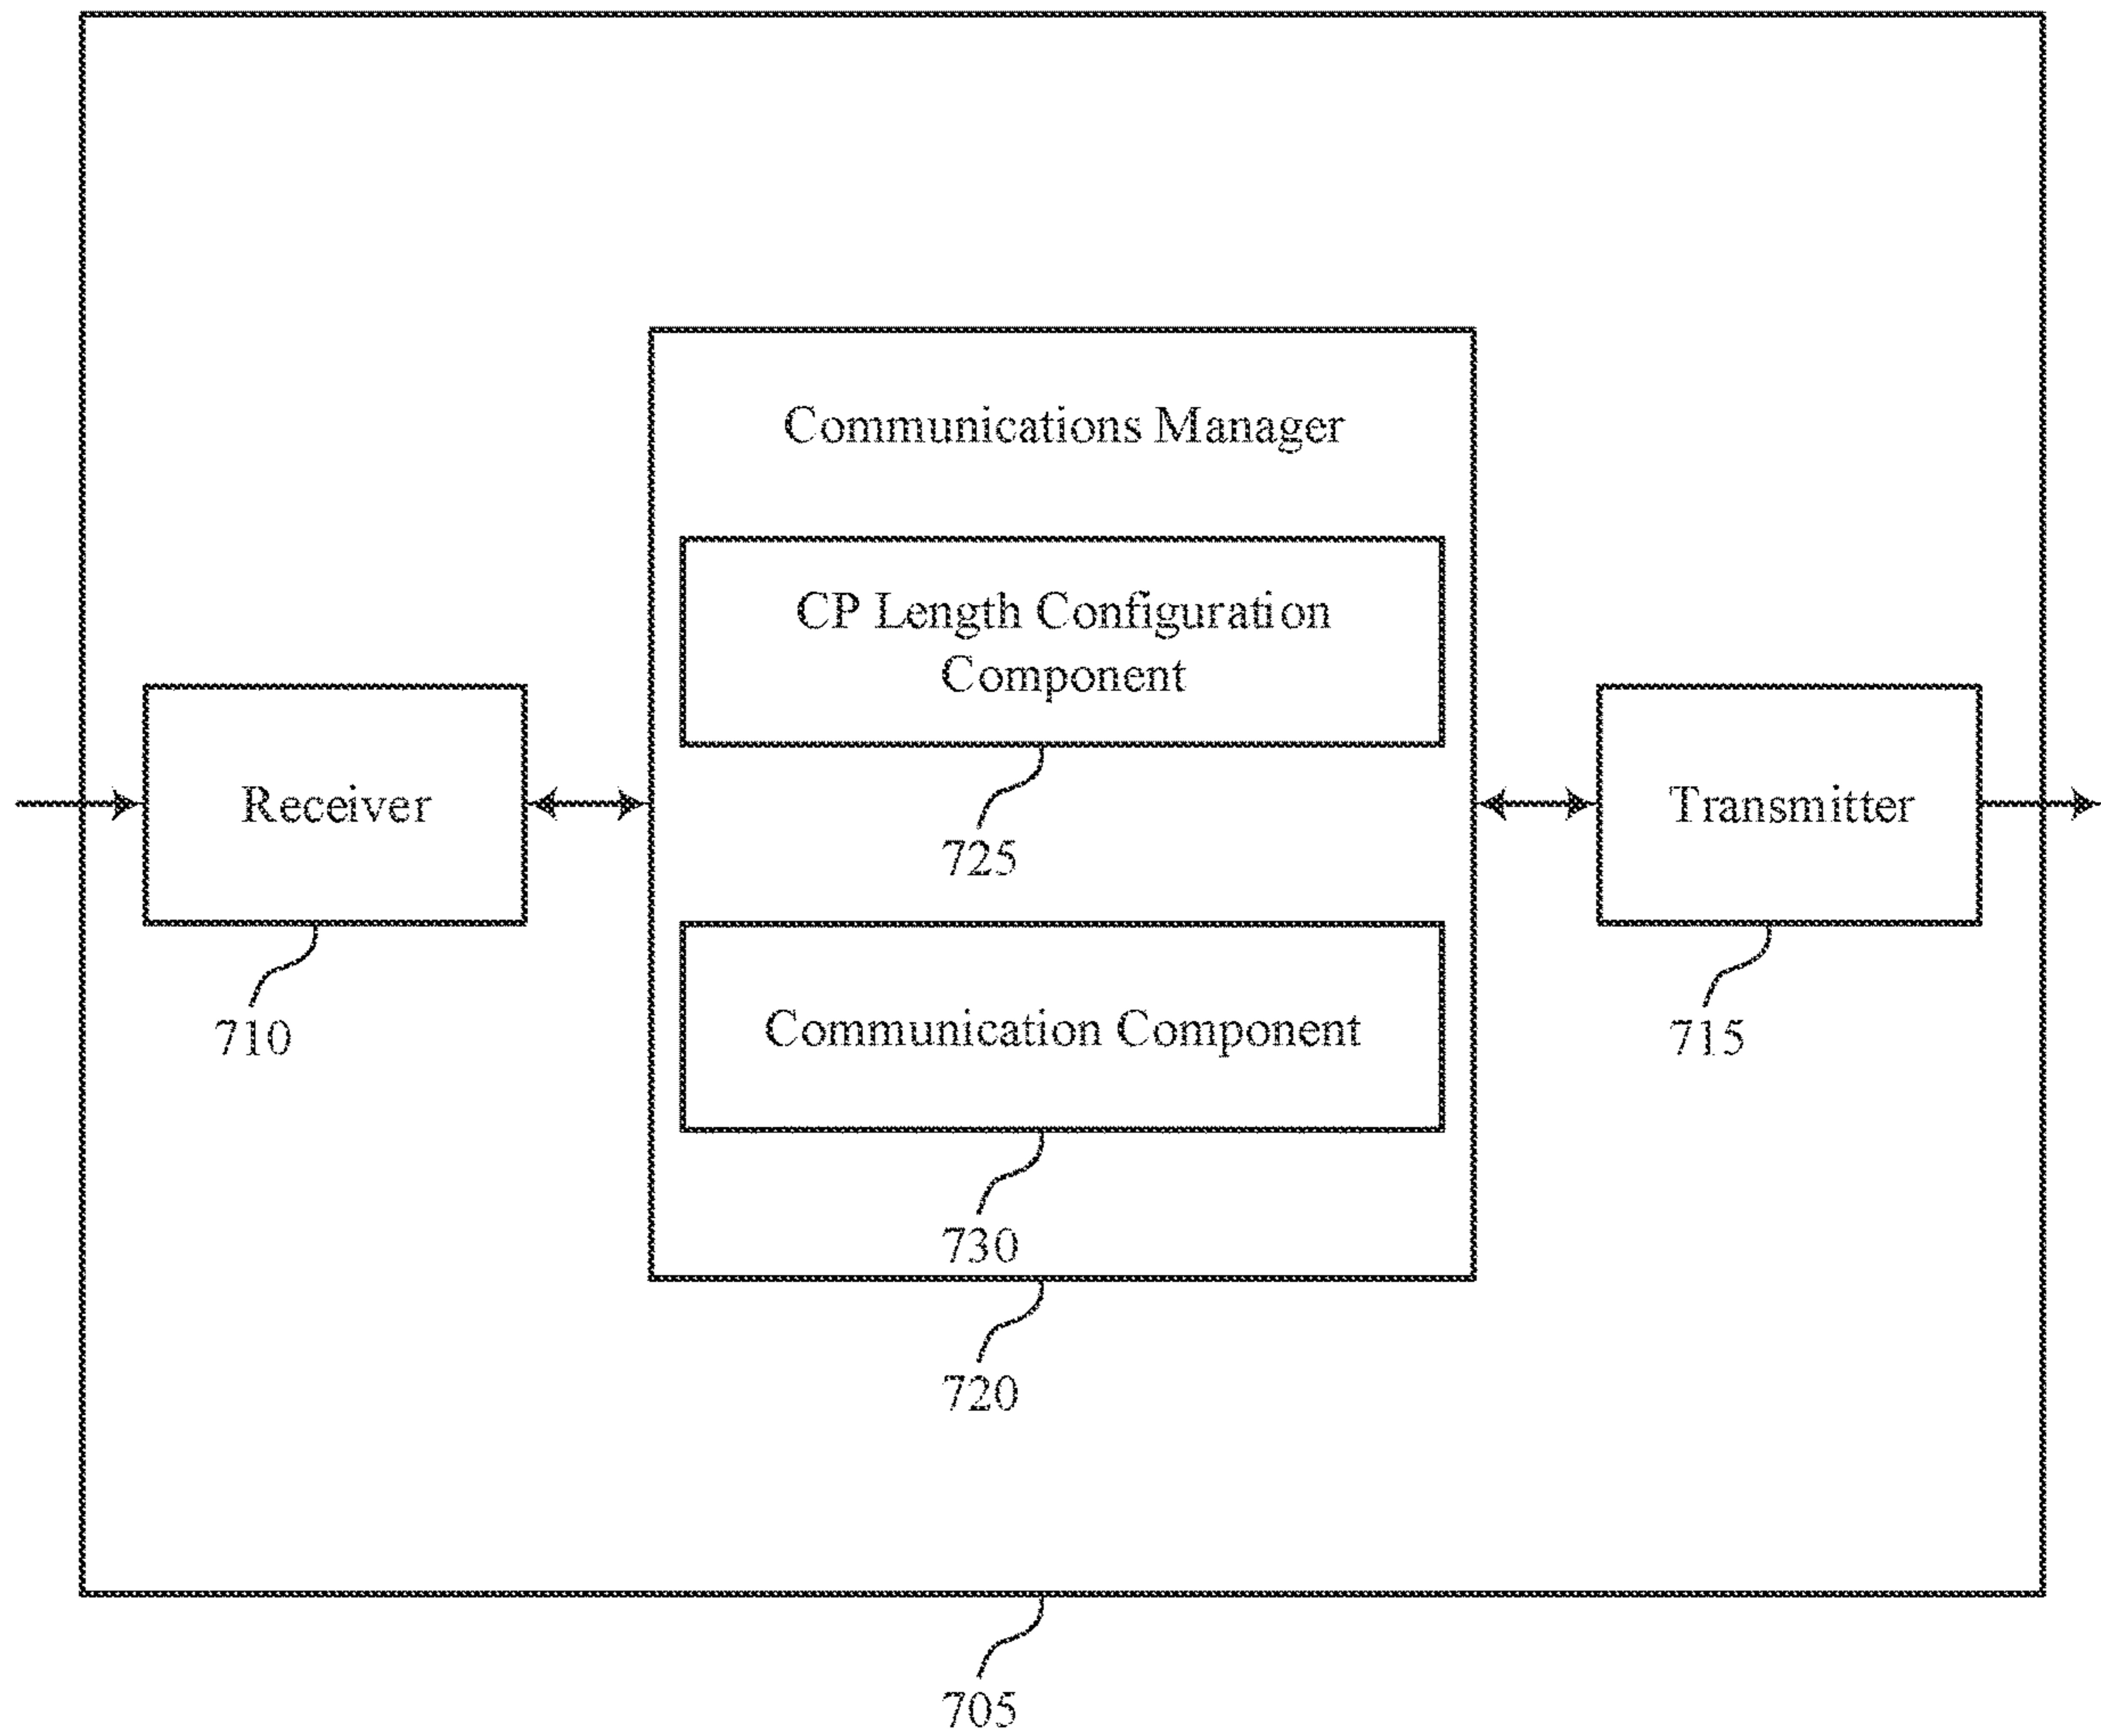 Communications Manager
CP Length Configuration
Component
725
Receiver
710
Transmitter
715
Communication Component
730
720
705